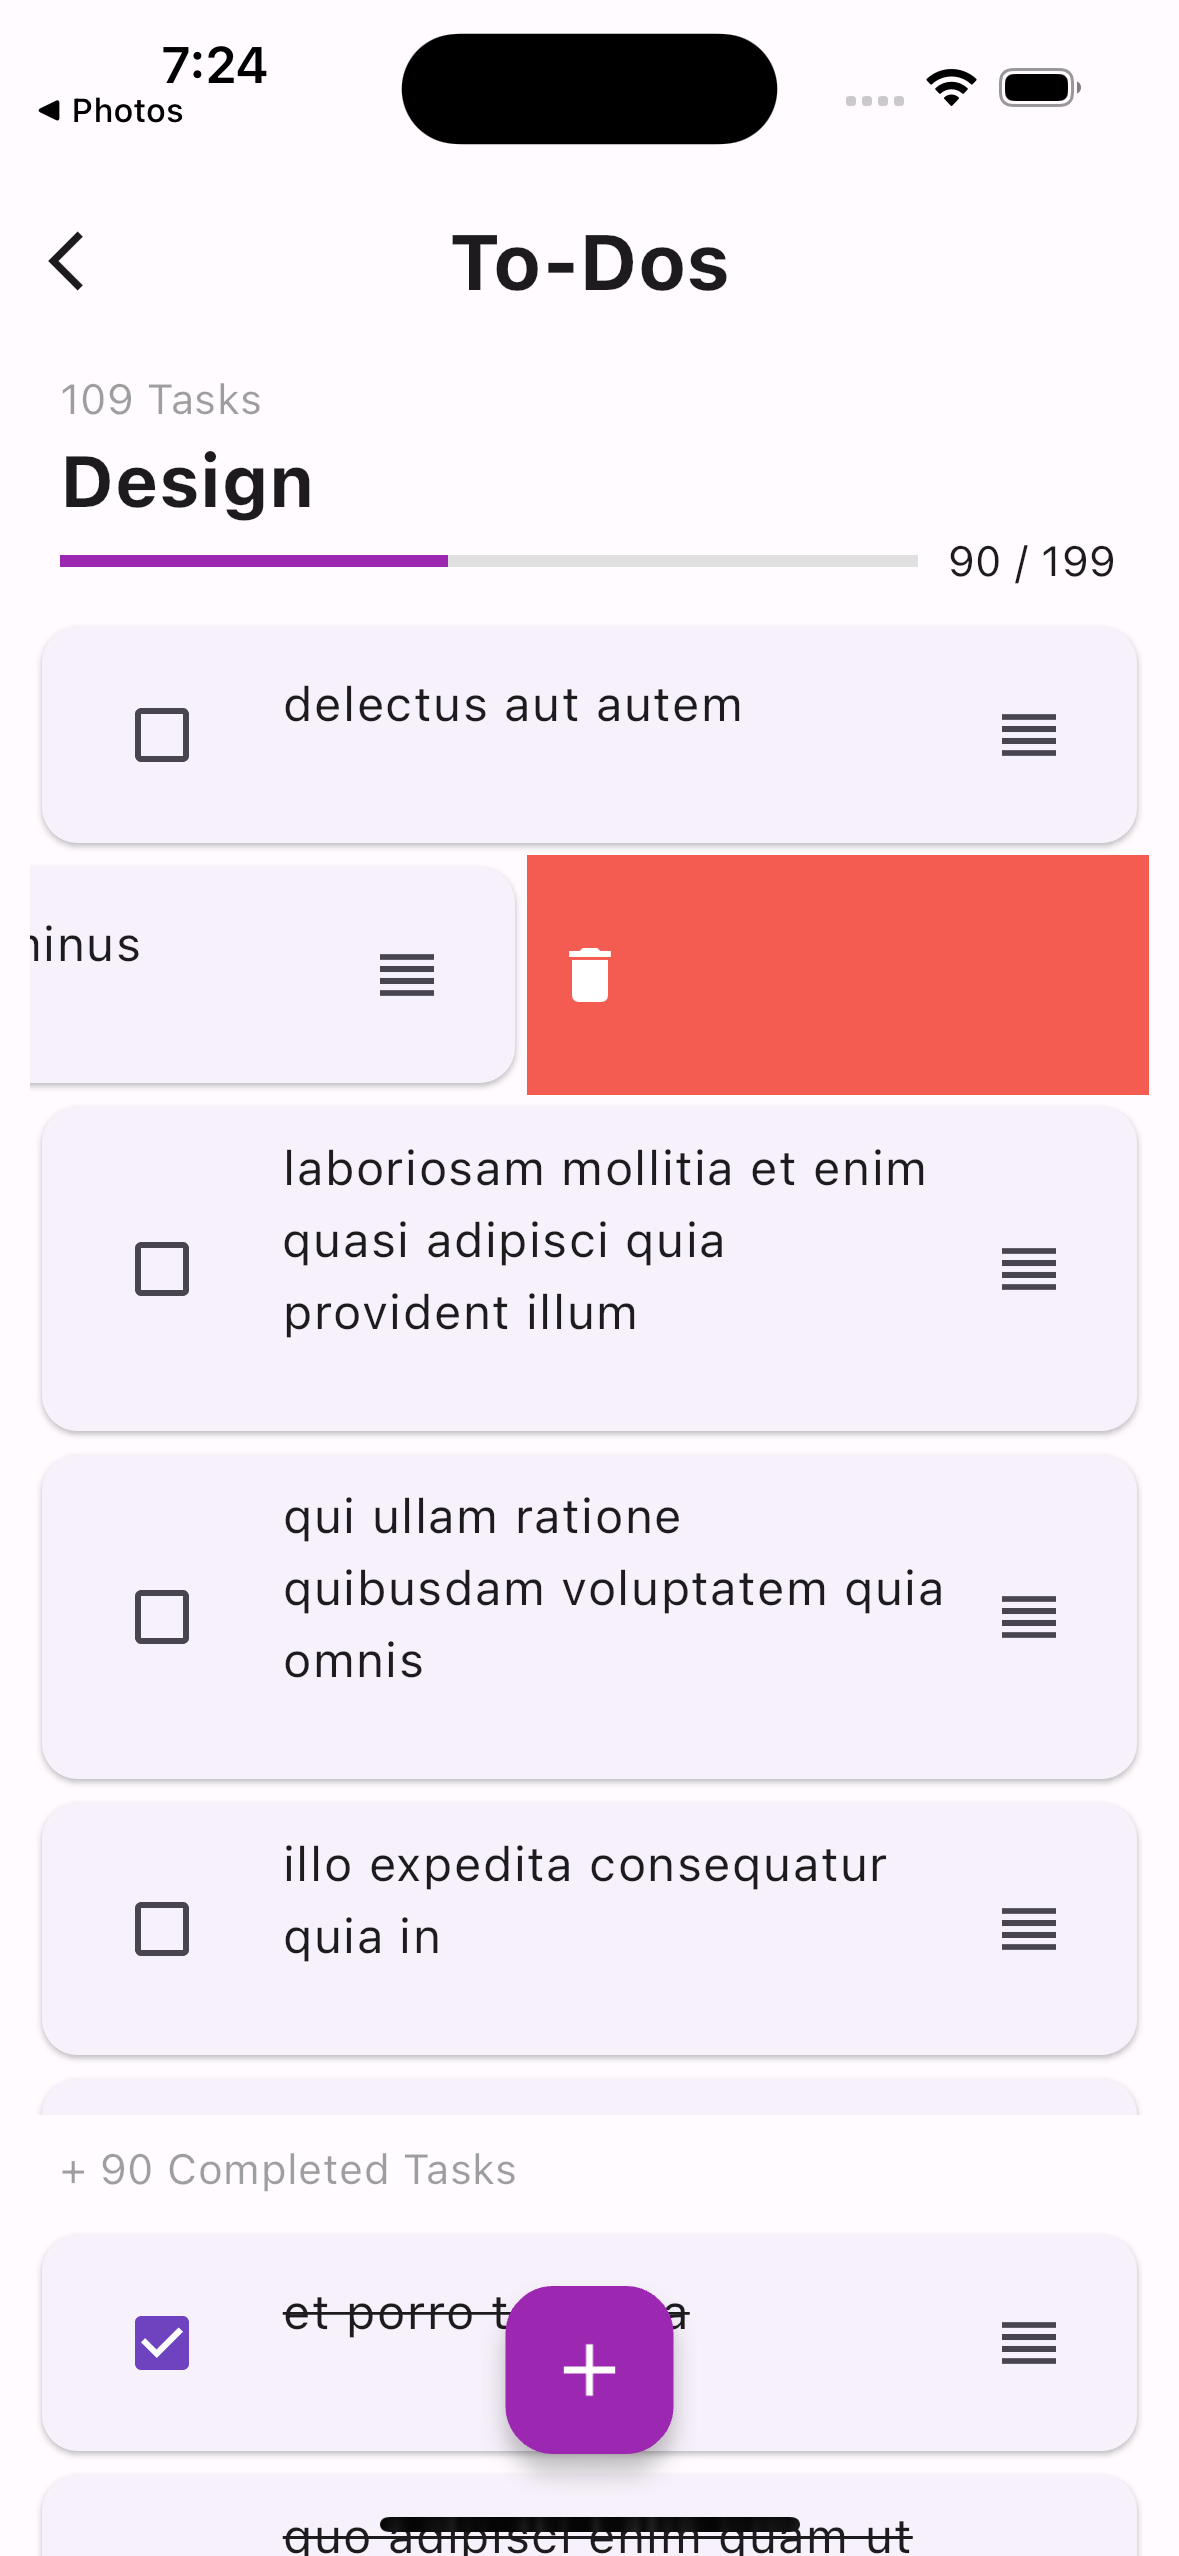 7:24
Photos
To-Dos
109 Tasks
Design
90 / 199
delectus aut autem
laboriosam mollitia et enim
quasi adipisci quia
provident illum
qui ullam ratione
quibusdam voluptatem quia
omnis
illo expedita consequatur
quia in
+ 90 Completed Tasks
et porro
quo adipisci enim quam ut